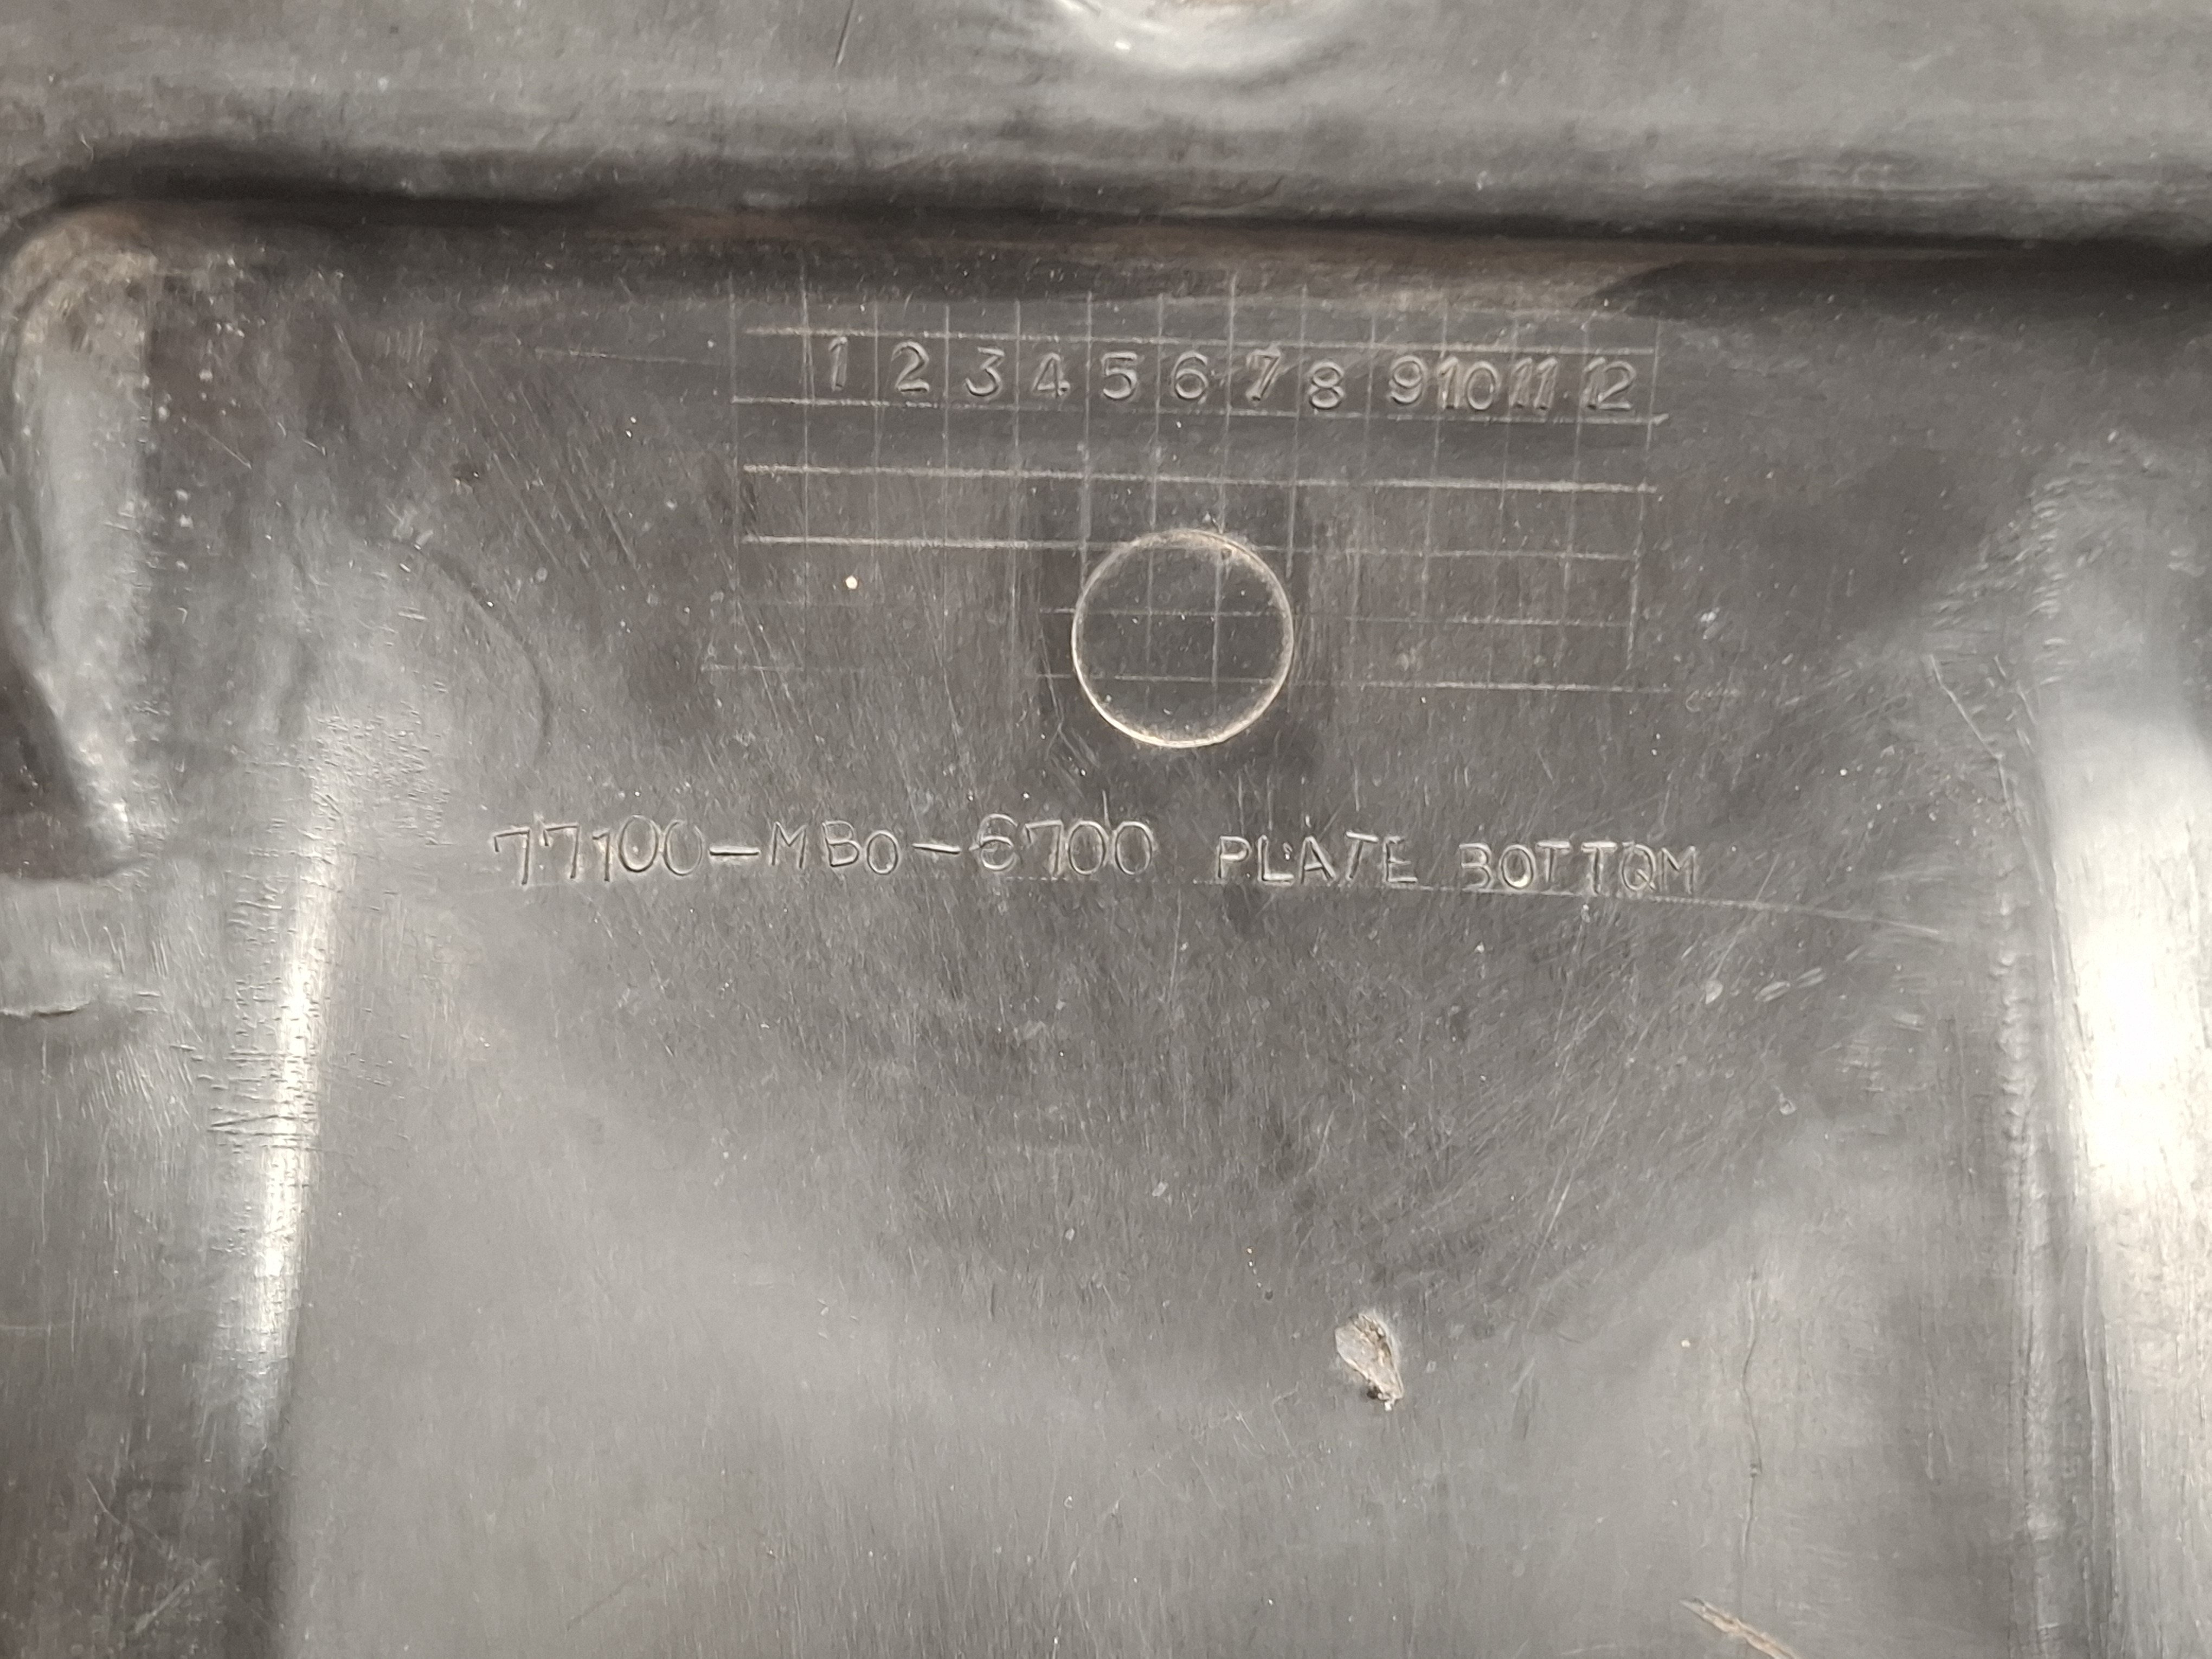 1 2 3 4 5 6 7 8 9 10 11 12
77100-MB0-6700 PLATE BOTTOM